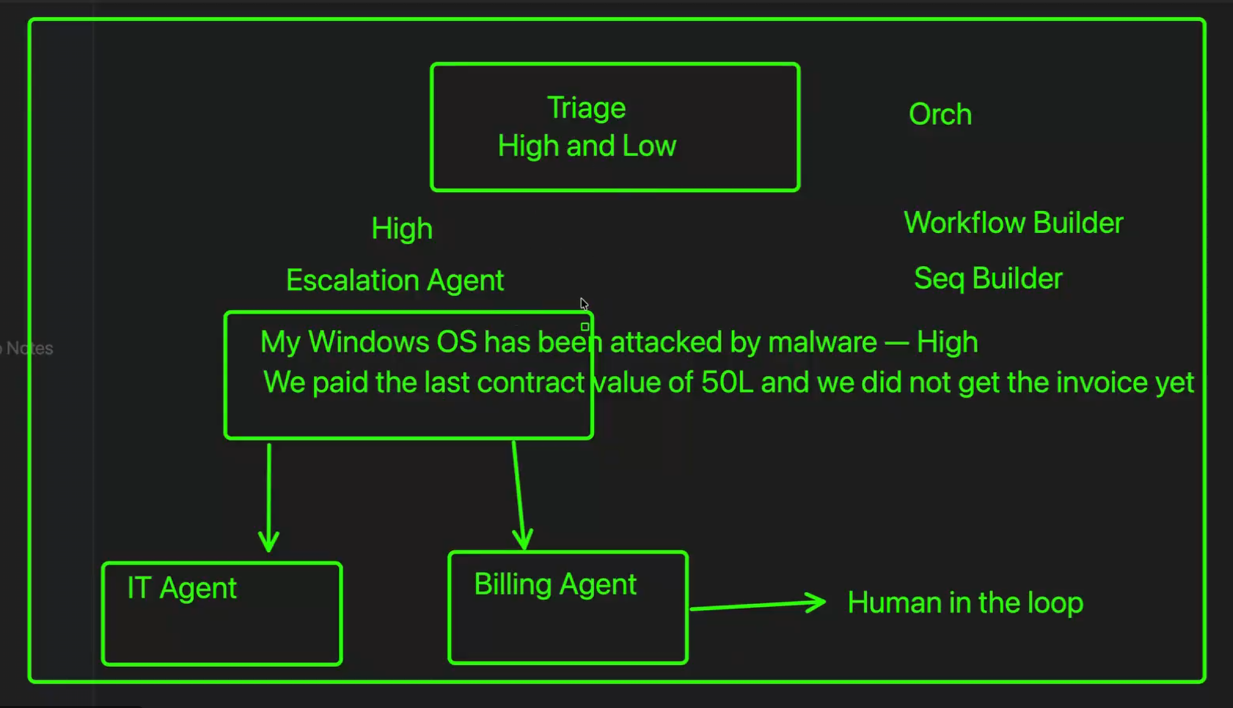 Triage
High and Low
Orch
High
Workflow Builder
Escalation Agent
Seq Builder
My Windows OS has been attacked by malware — High
We paid the last contract value of 50L and we did not get the invoice yet
Notes
IT Agent
Billing Agent
Human in the loop